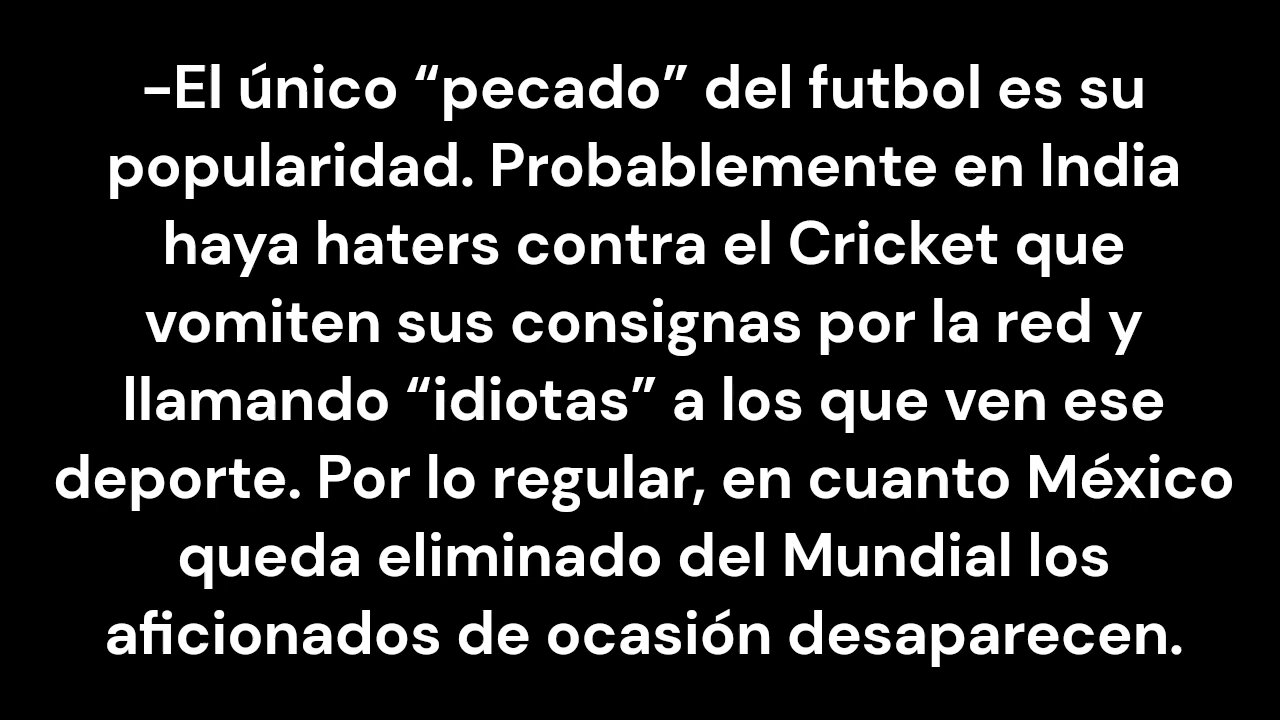 -El único “pecado” del futbol es su
popularidad. Probablemente en India
haya haters contra el Cricket que
vomiten sus consignas por la red y
llamando “idiotas” a los que ven ese
deporte. Por lo regular, en cuanto México
queda eliminado del Mundial los
aficionados de ocasión desaparecen.